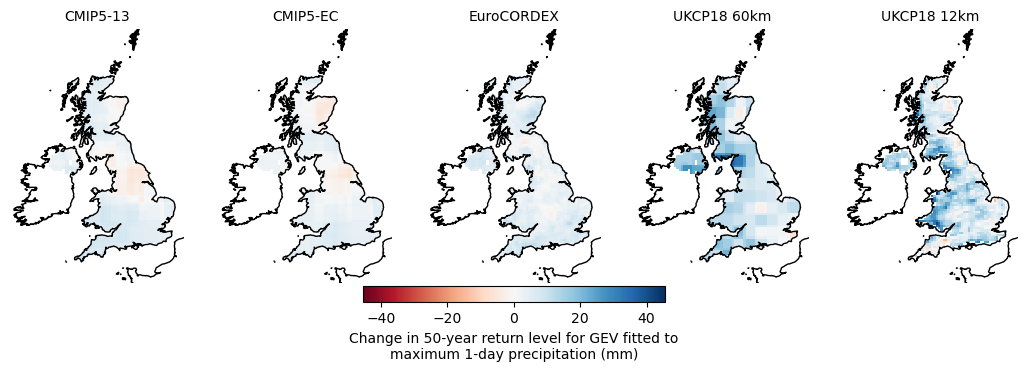 CMIP5-13
CMIP5-EC
EuroCORDEX
UKCP18 60km
UKCP18 12km
−40
−20
0
20
40
Change in 50-year return level for GEV fitted to
maximum 1-day precipitation (mm)